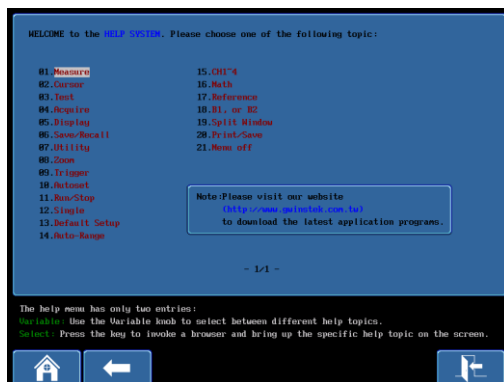 WELCOME to the HELP SYSTEM. Please choose one of the following topic:
01.Measure
02.Cursor
03.Test
04.Acquire
05.Display
06.Save/Recall
07.Utility
08.Zoom
09.Trigger
10.Autoset
11.Run/Stop
12.Single
13.Default Setup
14.Auto-Range
15.CH1~4
16.Math
17.Reference
18.B1, or B2
19.Split Window
20.Print/Save
21.Menu off
Note:Please visit our website
(http://www.gwinstek.com.tw)
to download the latest application programs.
- 1/1 -
The help menu has only two entries:
Variable: Use the Variable knob to select between different help topics.
Select: Press the key to invoke a browser and bring up the specific help topic on the screen.